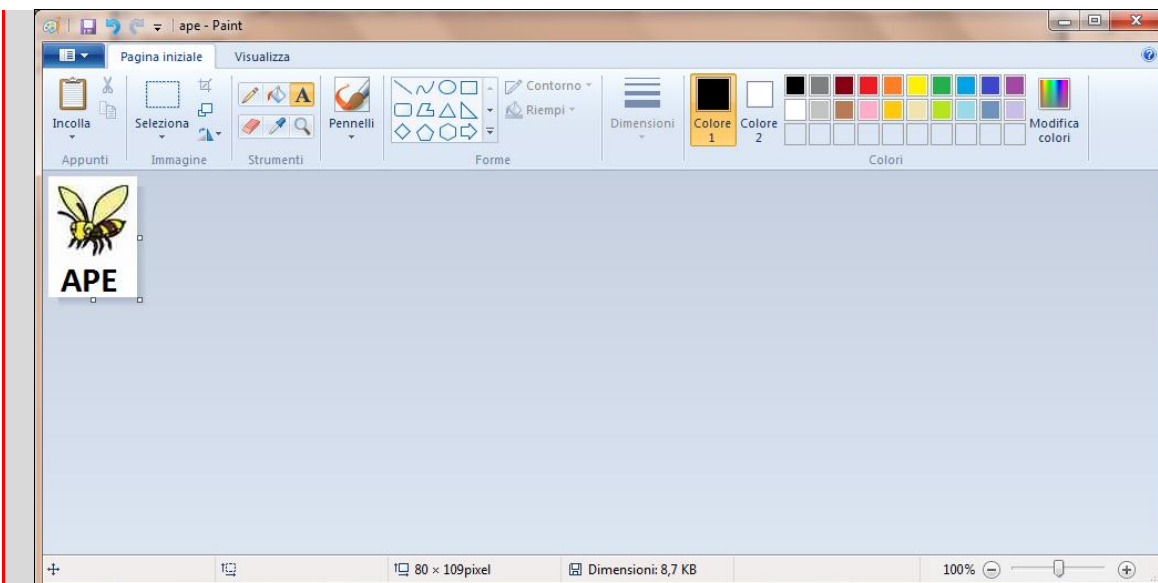 ape - Paint
Pagina iniziale Visualizza
Incolla Seleziona A Pennelli Contorno Riempi Dimensioni Colore 1 Colore 2 Modifica colori
Appunti Immagine Strumenti Forme Colori
APE
80 × 109pixel Dimensioni: 8,7 KB 100%